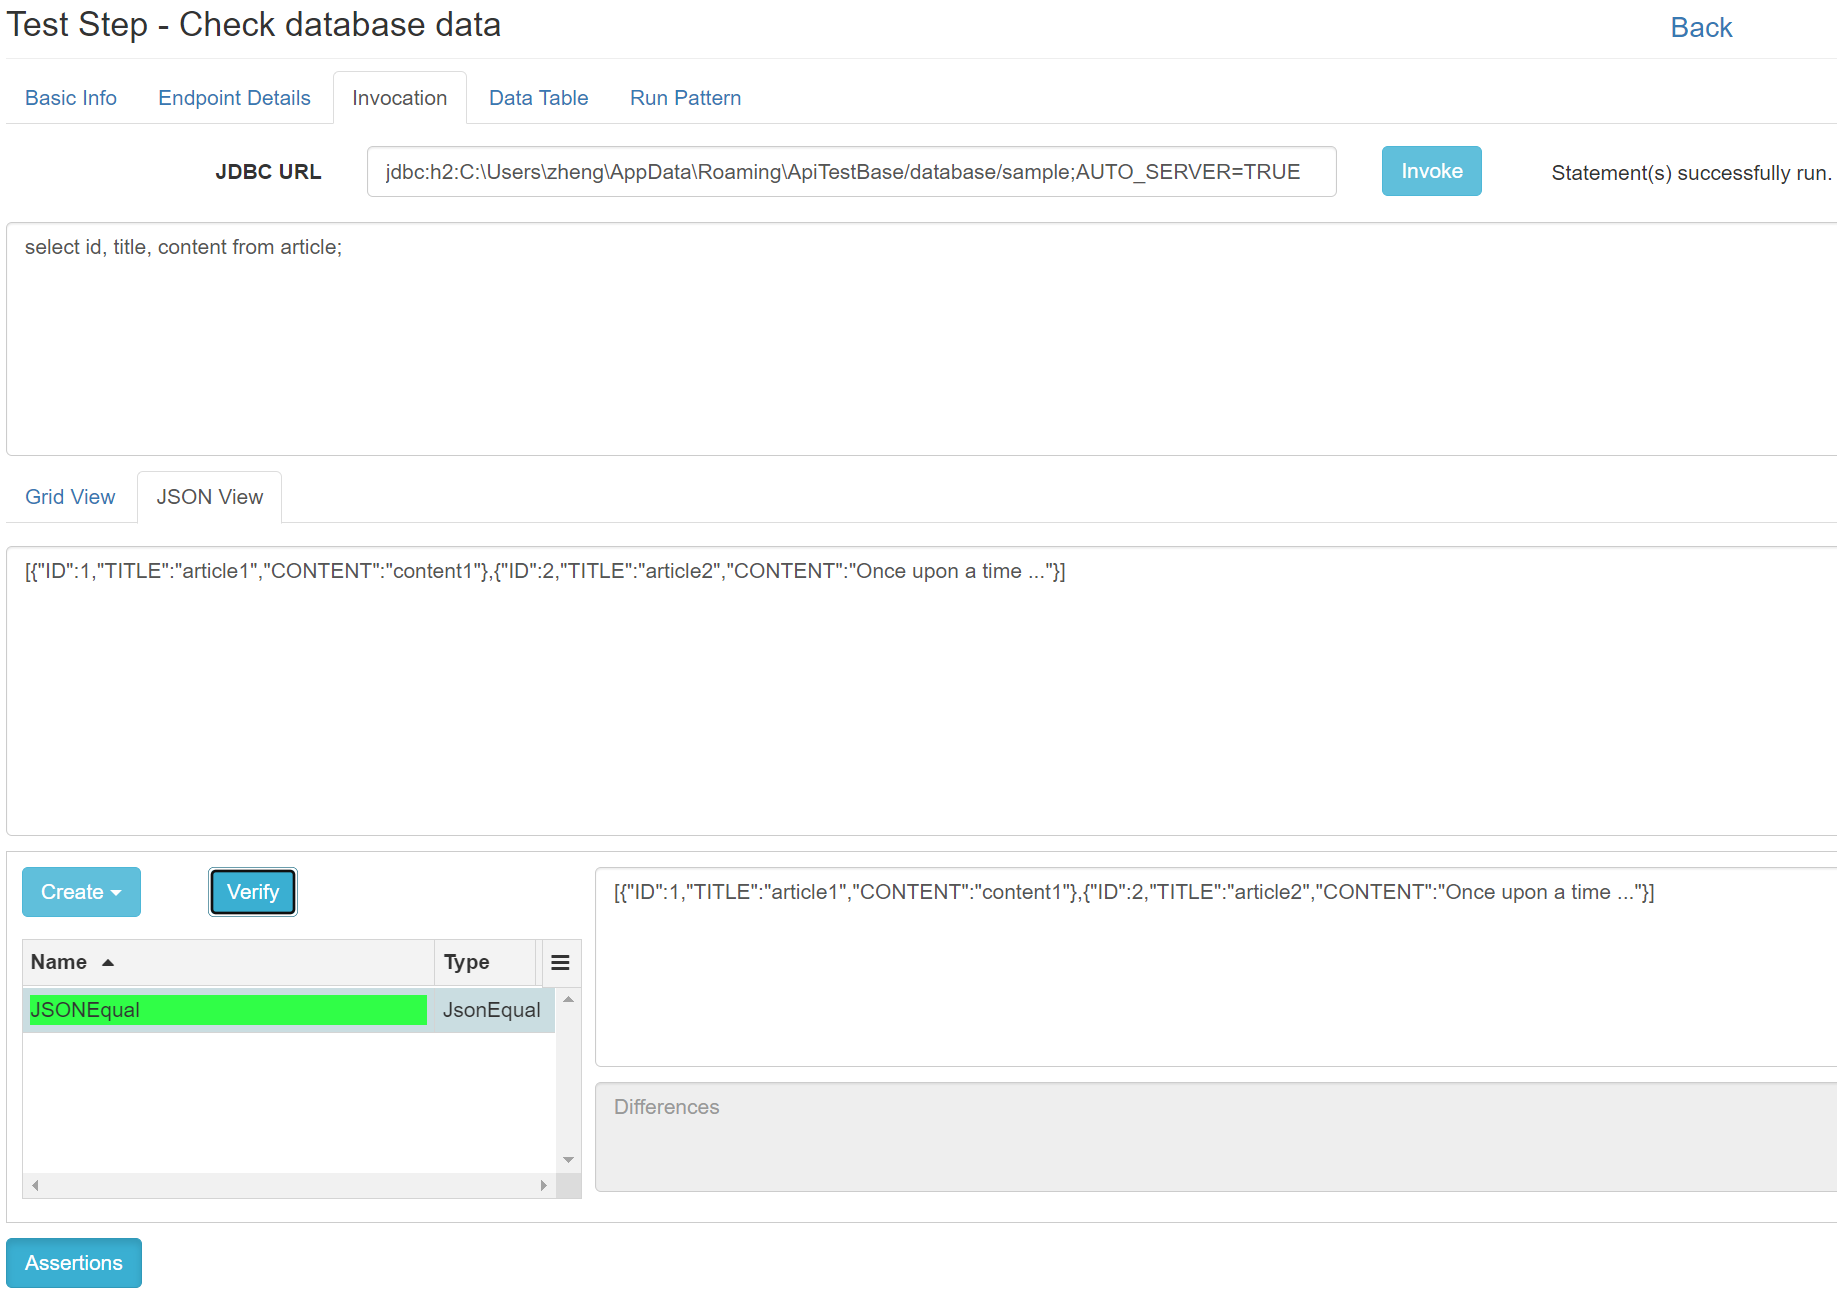 Test Step - Check database data Back
Basic Info Endpoint Details Invocation Data Table Run Pattern
JDBC URL jdbc:h2:C:\Users\zheng\AppData\Roaming\ApiTestBase/database/sample;AUTO_SERVER=TRUE Invoke Statement(s) successfully run.
select id, title, content from article;
Grid View JSON View
[{"ID":1,"TITLE":"article1","CONTENT":"content1"},{"ID":2,"TITLE":"article2","CONTENT":"Once upon a time ..."}]
Create Verify
[{"ID":1,"TITLE":"article1","CONTENT":"content1"},{"ID":2,"TITLE":"article2","CONTENT":"Once upon a time ..."}]
Name Type
JSONEqual JsonEqual
Differences
Assertions